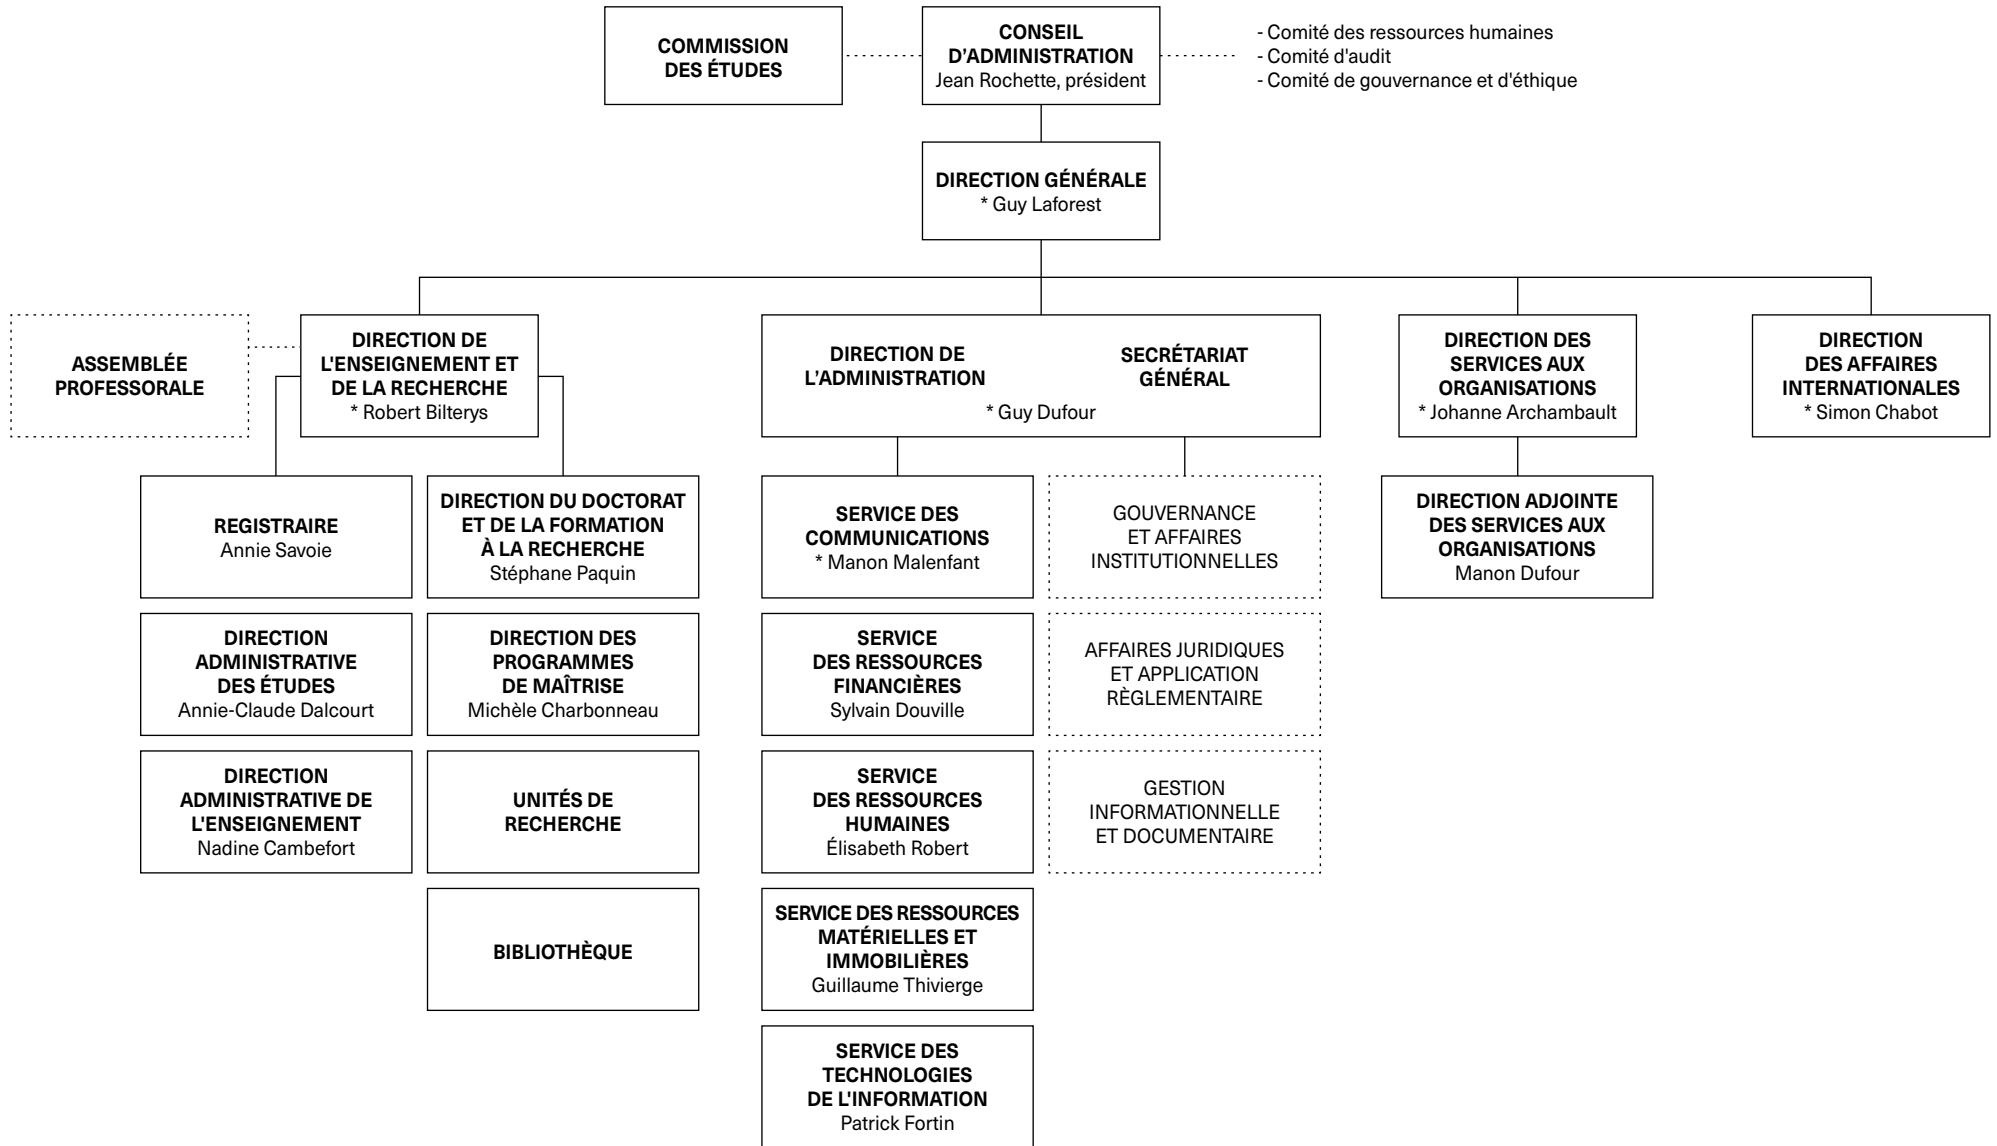 COMMISSION
DES ÉTUDES
CONSEIL
D'ADMINISTRATION
Jean Rochette, président
- Comité des ressources humaines
- Comité d'audit
- Comité de gouvernance et d'éthique
DIRECTION GÉNÉRALE
* Guy Laforest
ASSEMBLÉE
PROFESSORALE
DIRECTION DE
L'ENSEIGNEMENT ET
DE LA RECHERCHE
* Robert Bilterys
DIRECTION DE
L'ADMINISTRATION
SECRÉTARIAT
GÉNÉRAL
* Guy Dufour
DIRECTION DES
SERVICES AUX
ORGANISATIONS
* Johanne Archambault
DIRECTION
DES AFFAIRES
INTERNATIONALES
* Simon Chabot
REGISTRAIRE
Annie Savoie
DIRECTION DU DOCTORAT
ET DE LA FORMATION
À LA RECHERCHE
Stéphane Paquin
SERVICE DES
COMMUNICATIONS
* Manon Malenfant
GOUVERNANCE
ET AFFAIRES
INSTITUTIONNELLES
DIRECTION ADJOINTE
DES SERVICES AUX
ORGANISATIONS
Manon Dufour
DIRECTION
ADMINISTRATIVE
DES ÉTUDES
Annie-Claude Dalcourt
DIRECTION DES
PROGRAMMES
DE MAÎTRISE
Michèle Charbonneau
SERVICE
DES RESSOURCES
FINANCIÈRES
Sylvain Douville
AFFAIRES JURIDIQUES
ET APPLICATION
RÈGLEMENTAIRE
DIRECTION
ADMINISTRATIVE DE
L'ENSEIGNEMENT
Nadine Cambefort
UNITÉS DE
RECHERCHE
SERVICE
DES RESSOURCES
HUMAINES
Élisabeth Robert
GESTION
INFORMATIONNELLE
ET DOCUMENTAIRE
BIBLIOTHÈQUE
SERVICE DES RESSOURCES
MATÉRIELLES ET
IMMOBILIÈRES
Guillaume Thivierge
SERVICE DES
TECHNOLOGIES
DE L'INFORMATION
Patrick Fortin